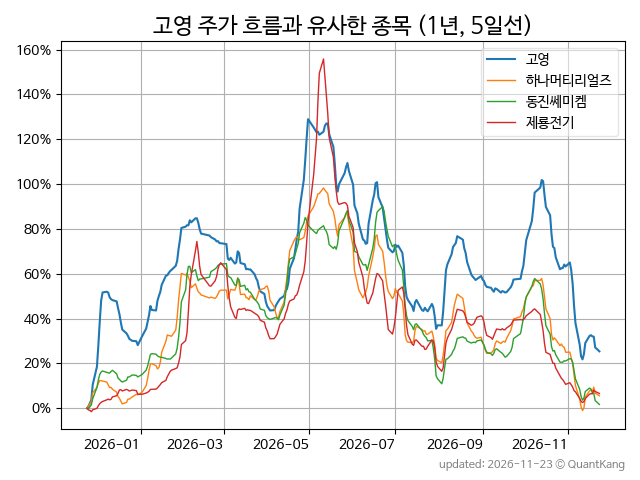 고영 주가 흐름과 유사한 종목 (1년, 5일선)
160%
140%
120%
100%
80%
60%
40%
20%
0%
고영
하나머티리얼즈
동진쎄미켐
제룡전기
2026-01
2026-03
2026-05
2026-07
2026-09
2026-11
updated: 2026-11-23 © QuantKang